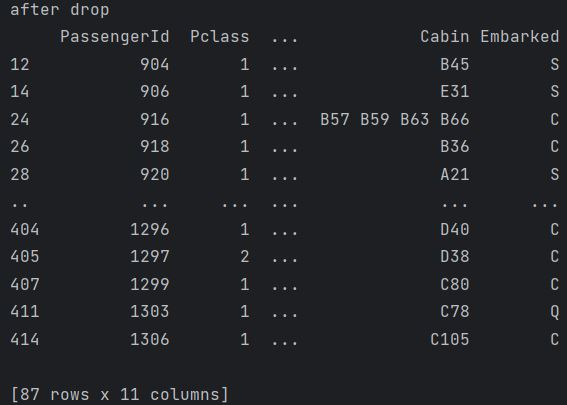 after drop
     PassengerId  Pclass  ...            Cabin Embarked
12           904       1  ...              B45        S
14           906       1  ...              E31        S
24           916       1  ...  B57 B59 B63 B66        C
26           918       1  ...              B36        C
28           920       1  ...              A21        S
..           ...     ...  ...              ...      ...
404         1296       1  ...              D40        C
405         1297       2  ...              D38        C
407         1299       1  ...              C80        C
411         1303       1  ...              C78        Q
414         1306       1  ...             C105        C
[87 rows x 11 columns]